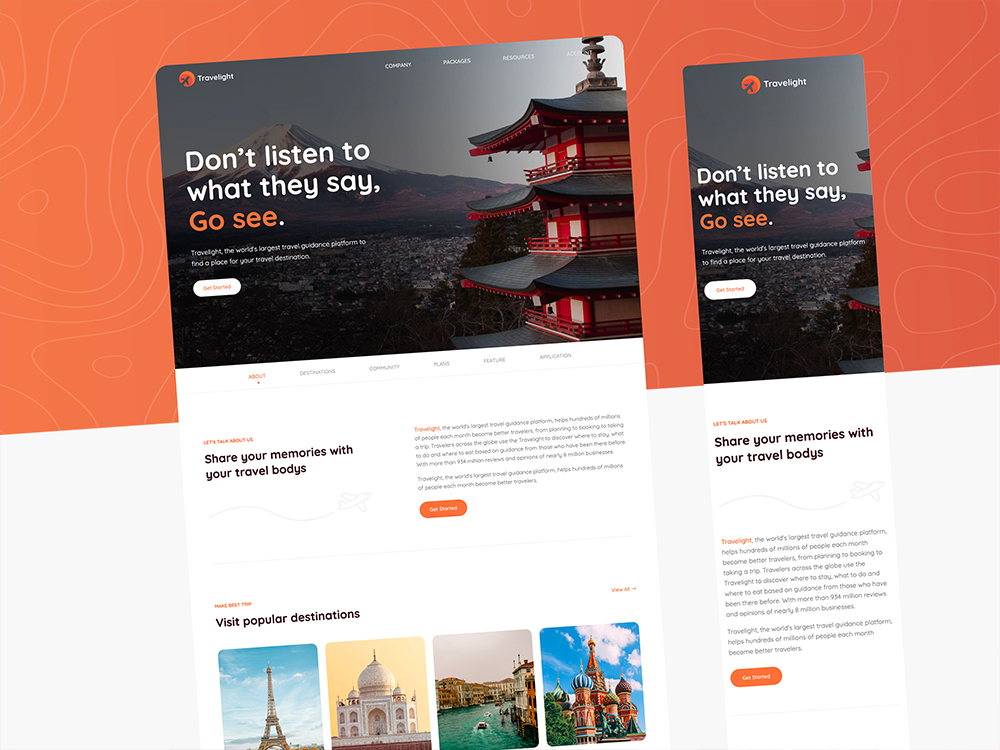 Travelight
COMPANY
PACKAGES
RESOURCES
ACCOUNT
Don't listen to
what they say,
Go see.
Travelight, the world's largest travel guidance platform to
find a place for your travel destination.
Get Started
ABOUT
DESTINATIONS
COMMUNITY
PLANS
FEATURE
APPLICATION
LET'S TALK ABOUT US
Share your memories with
your travel bodys
Travelight, the world's largest travel guidance platform, helps hundreds of millions
of people each month become better travelers, from planning to booking to taking
a trip. Travelers across the globe use the Travelight to discover where to stay, what
to do and where to eat based on guidance from those who have been there before.
With more than 934 million reviews and opinions of nearly 8 million businesses.
Travelight, the world's largest travel guidance platform, helps hundreds of millions
of people each month become better travelers.
Get Started
MAKE BEST TRIP
Visit popular destinations
View All →
Travelight
Don't listen to
what they say,
Go see.
Travelight, the world's largest travel guidance platform
to find a place for your travel destination.
Get Started
LET'S TALK ABOUT US
Share your memories with
your travel bodys
Travelight, the world's largest travel guidance platform,
helps hundreds of millions of people each month
become better travelers, from planning to booking to
taking a trip. Travelers across the globe use the
Travelight to discover where to stay, what to do and
where to eat based on guidance from those who have
been there before. With more than 934 million reviews
and opinions of nearly 8 million businesses.
Travelight, the world's largest travel guidance platform,
helps hundreds of millions of people each month
become better travelers.
Get Started